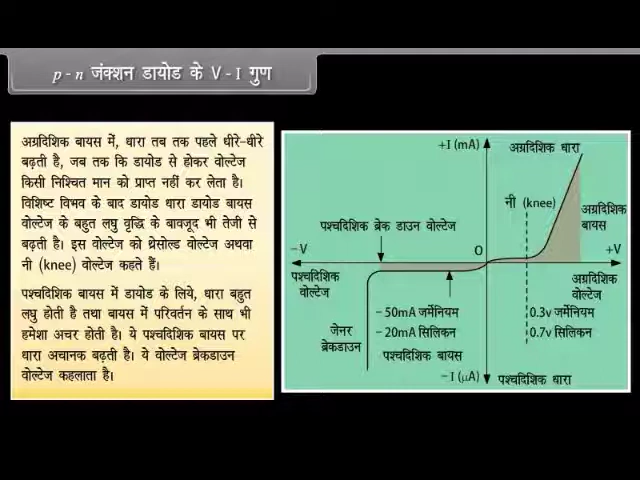 p - n जंक्शन डायोड के V - I गुण
अग्रदिशिक बायस में, धारा तब तक पहले धीरे-धीरे
बढ़ती है, जब तक कि डायोड से होकर वोल्टेज
किसी निश्चित मान को प्राप्त नहीं कर लेता है।
विशिष्ट विभव के बाद डायोड धारा डायोड बायस
वोल्टेज के बहुत लघु वृद्धि के बावजूद भी तेजी से
बढ़ती है। इस वोल्टेज को थ्रेसोल्ड वोल्टेज अथवा
नी (knee) वोल्टेज कहते हैं।
पश्चदिशिक बायस में डायोड के लिये, धारा बहुत
लघु होती है तथा बायस में परिवर्तन के साथ भी
हमेशा अचर होती है। ये पश्चदिशिक बायस पर
धारा अचानक बढ़ती है। ये वोल्टेज ब्रेकडाउन
वोल्टेज कहलाता है।
+I (mA)
अग्रदिशिक धारा
नी (knee)
अग्रदिशिक
बायस
पश्चदिशिक ब्रेक डाउन वोल्टेज
−V
O
+V
पश्चदिशिक
वोल्टेज
अग्रदिशिक
वोल्टेज
− 50mA जर्मेनियम
− 20mA सिलिकन
0.3v जर्मेनियम
0.7v सिलिकन
जेनर
ब्रेकडाउन
पश्चदिशिक बायस
−I (μA)
पश्चदिशिक धारा